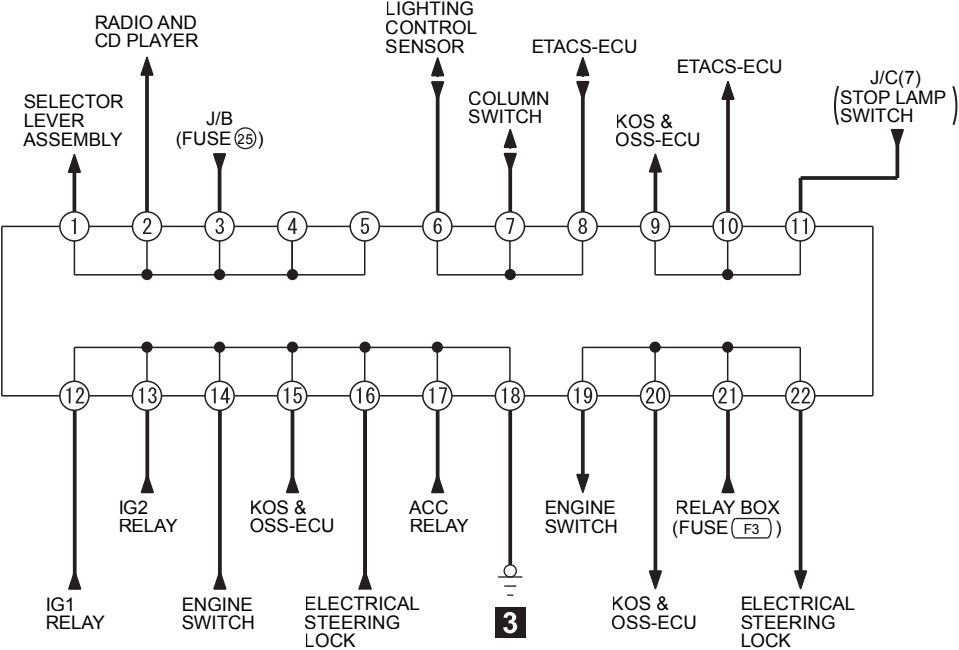 RADIO AND
CD PLAYER
LIGHTING
CONTROL
SENSOR
ETACS-ECU
ETACS-ECU
J/C(7)
(STOP LAMP
SWITCH)
SELECTOR
LEVER
ASSEMBLY
J/B
(FUSE 25)
COLUMN
SWITCH
KOS &
OSS-ECU
1 2 3 4 5 6 7 8 9 10 11
12 13 14 15 16 17 18 19 20 21 22
IG2
RELAY
KOS &
OSS-ECU
ACC
RELAY
ENGINE
SWITCH
RELAY BOX
(FUSE F3)
IG1
RELAY
ENGINE
SWITCH
ELECTRICAL
STEERING
LOCK
3
KOS &
OSS-ECU
ELECTRICAL
STEERING
LOCK